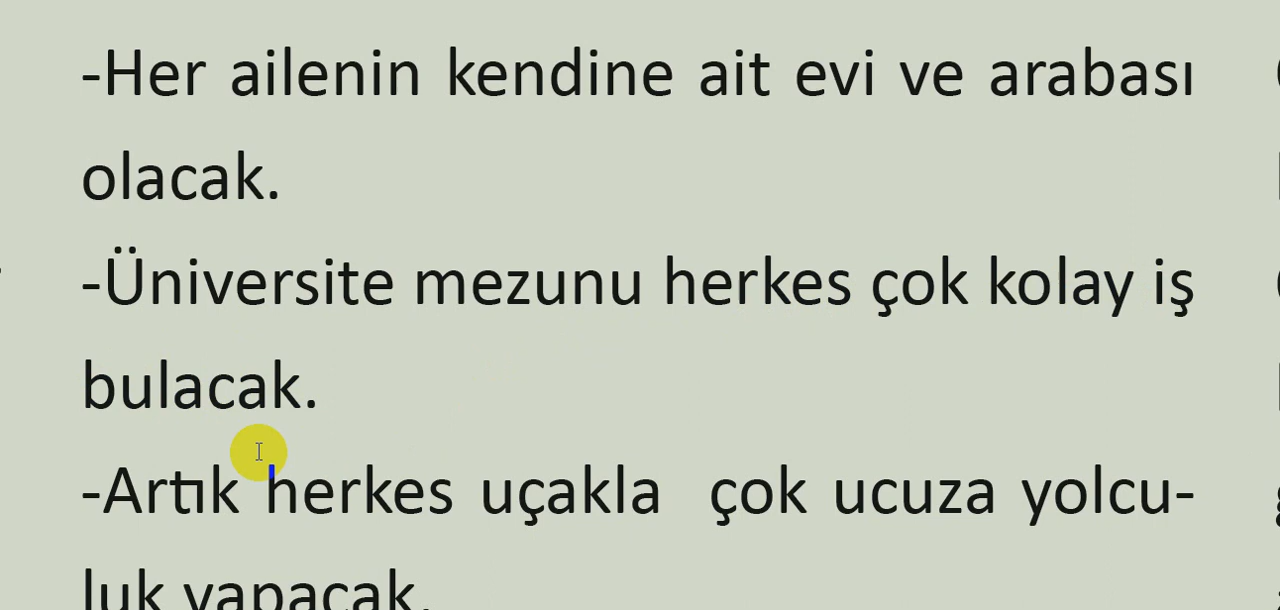 -Her ailenin kendine ait evi ve arabası
olacak.
-Üniversite mezunu herkes çok kolay iş
bulacak.
-Artık herkes uçakla çok ucuza yolcu-
luk yapacak.